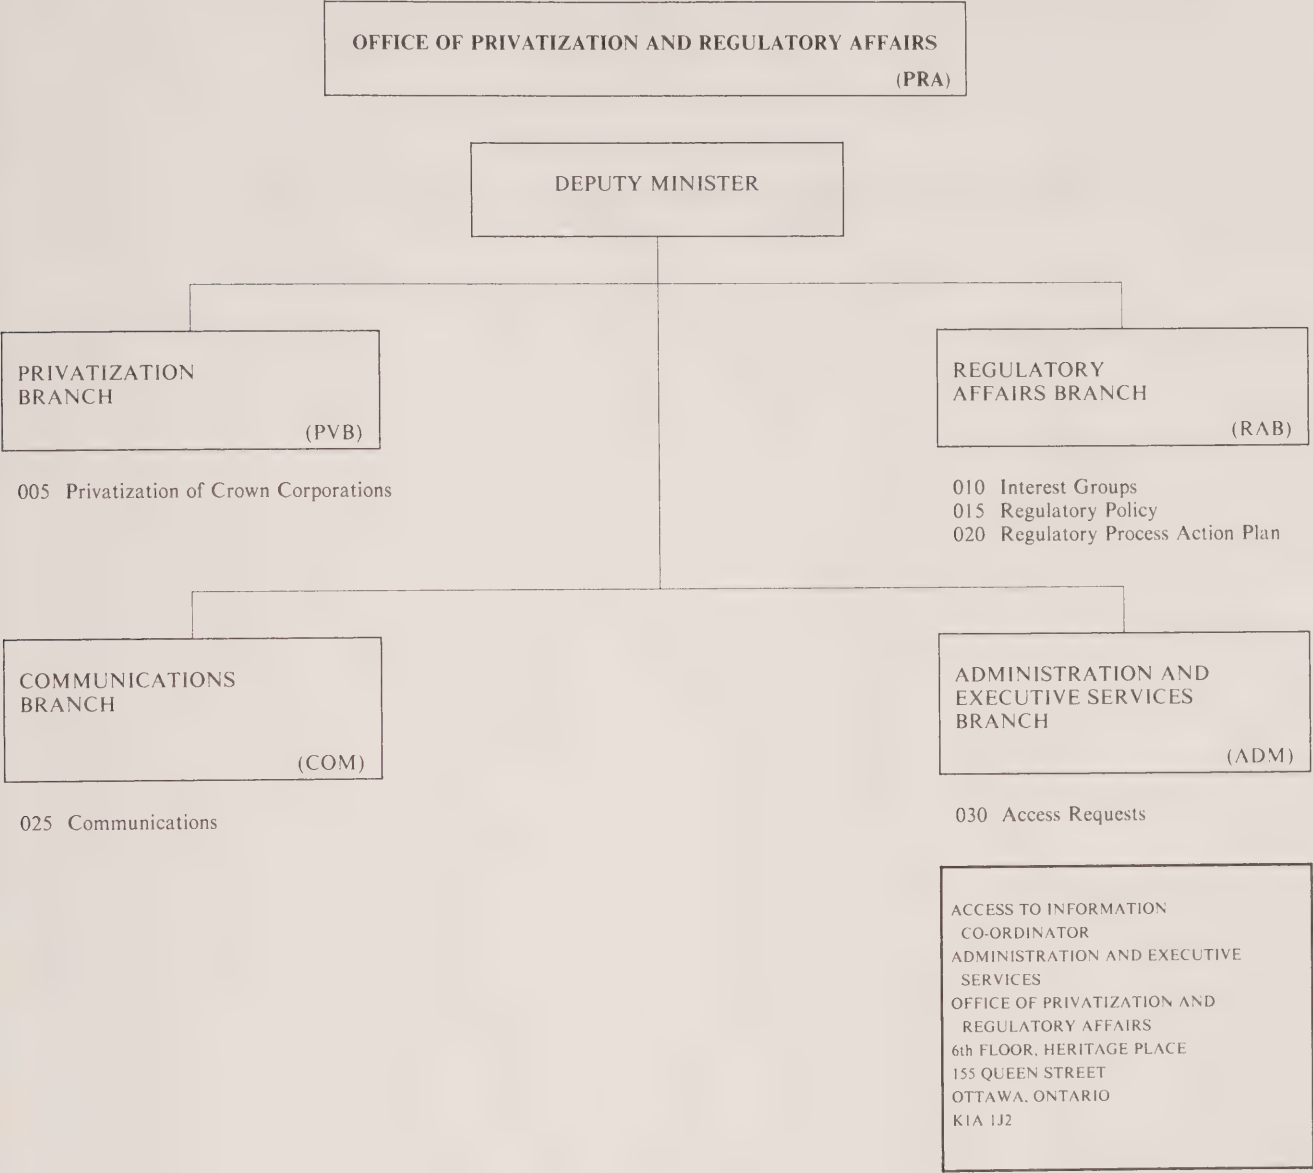 OFFICE OF PRIVATIZATION AND REGULATORY AFFAIRS
(PRA)
DEPUTY MINISTER
PRIVATIZATION
BRANCH
(PVB)
005 Privatization of Crown Corporations
REGULATORY
AFFAIRS BRANCH
(RAB)
010 Interest Groups
015 Regulatory Policy
020 Regulatory Process Action Plan
COMMUNICATIONS
BRANCH
(COM)
025 Communications
ADMINISTRATION AND
EXECUTIVE SERVICES
BRANCH
(ADM)
030 Access Requests
ACCESS TO INFORMATION
CO-ORDINATOR
ADMINISTRATION AND EXECUTIVE
SERVICES
OFFICE OF PRIVATIZATION AND
REGULATORY AFFAIRS
6th FLOOR, HERITAGE PLACE
155 QUEEN STREET
OTTAWA, ONTARIO
K1A 1J2